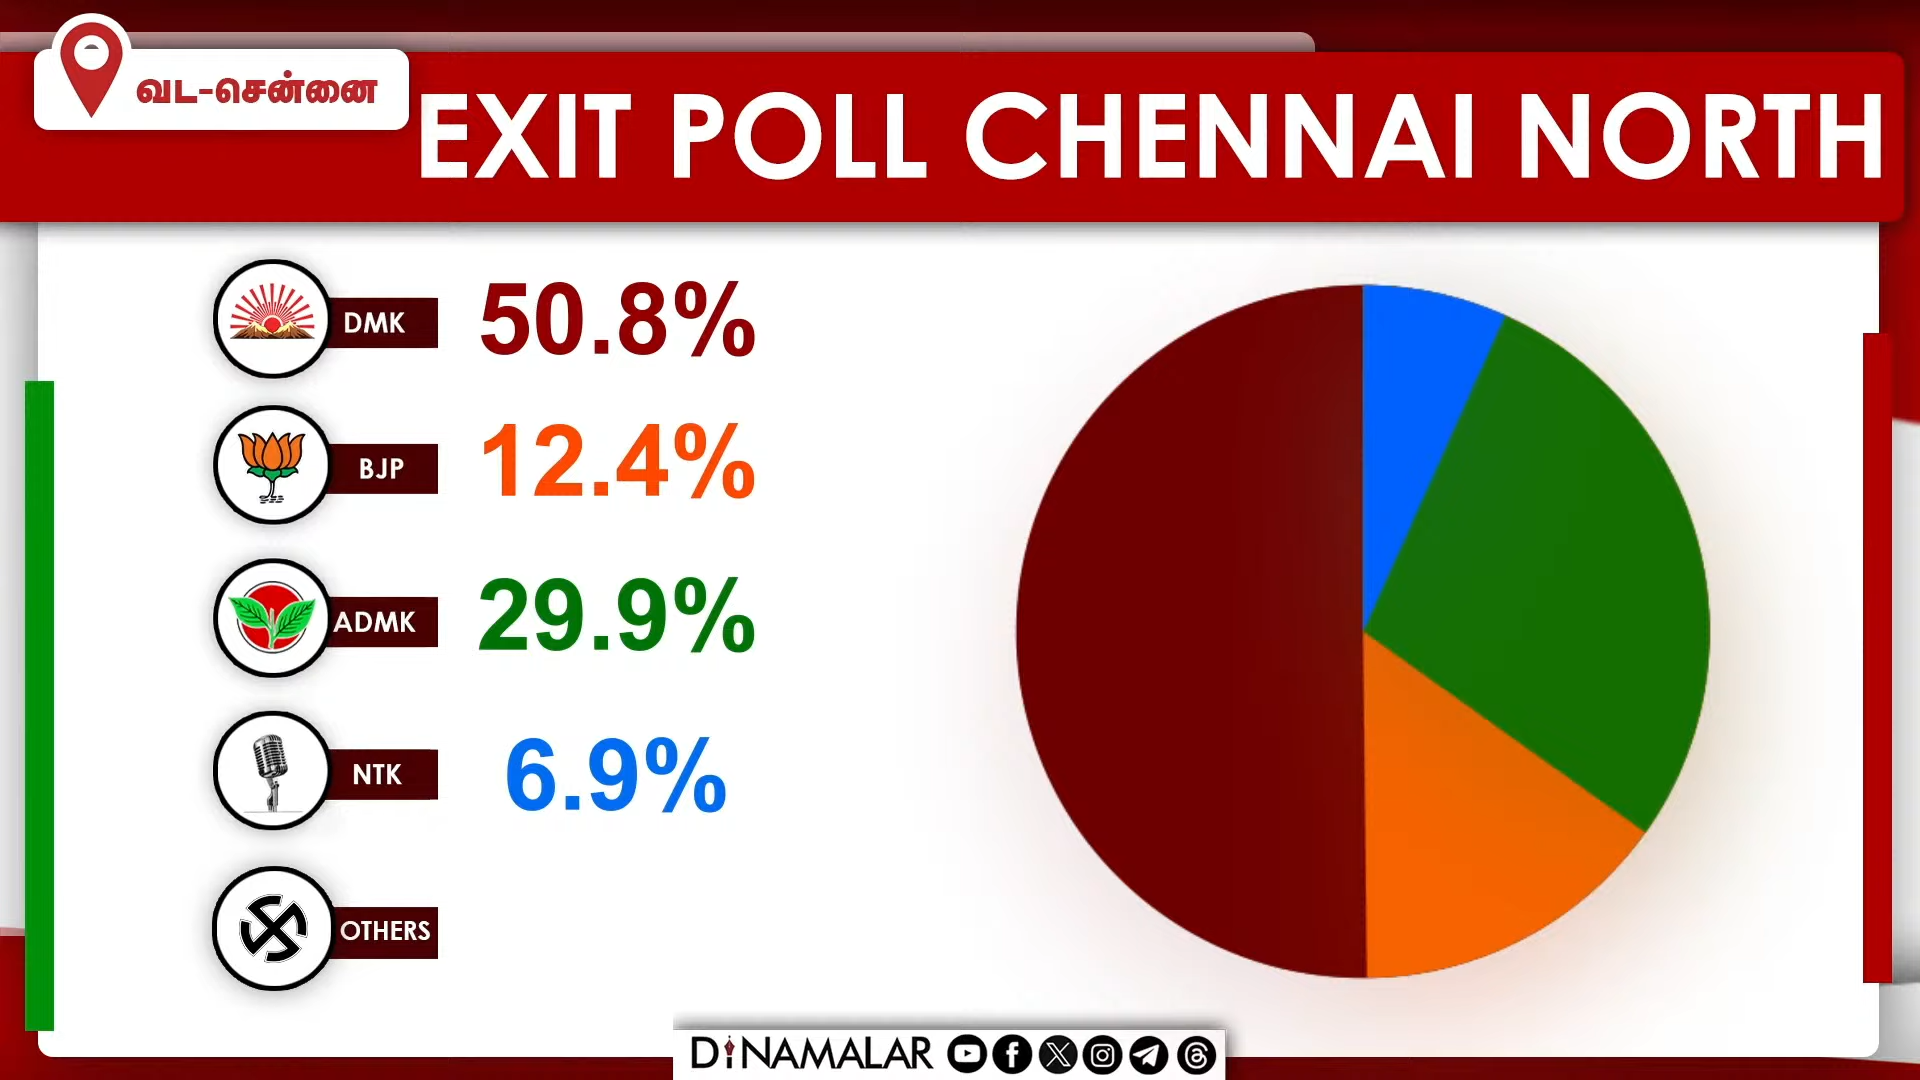 வட-சென்னை
EXIT POLL CHENNAI NORTH
DMK 50.8%
BJP 12.4%
ADMK 29.9%
NTK 6.9%
OTHERS
DINAMALAR